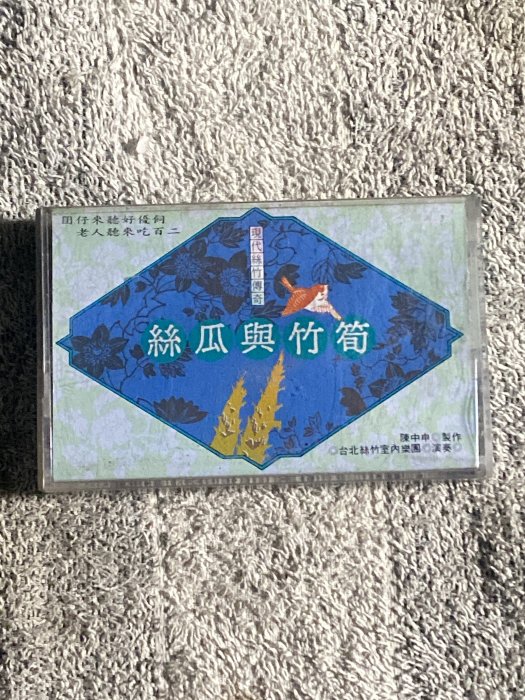 囝仔來聽好優飼
老人聽來吃百二
現代絲竹傳奇
絲瓜與竹筍
陳中申◎製作
◎台北絲竹室內樂團◎演奏◎